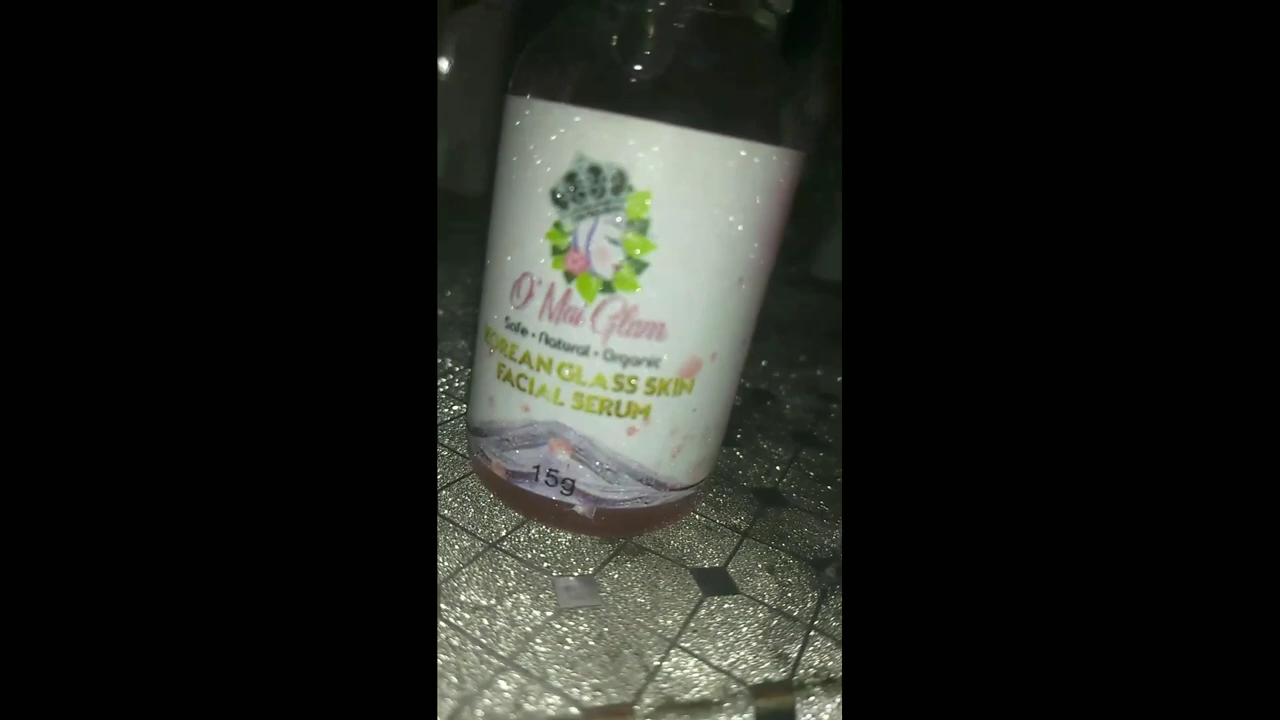 O' Mai Glam
Safe • Natural • Organic
KOREAN GLASS SKIN
FACIAL SERUM
15g